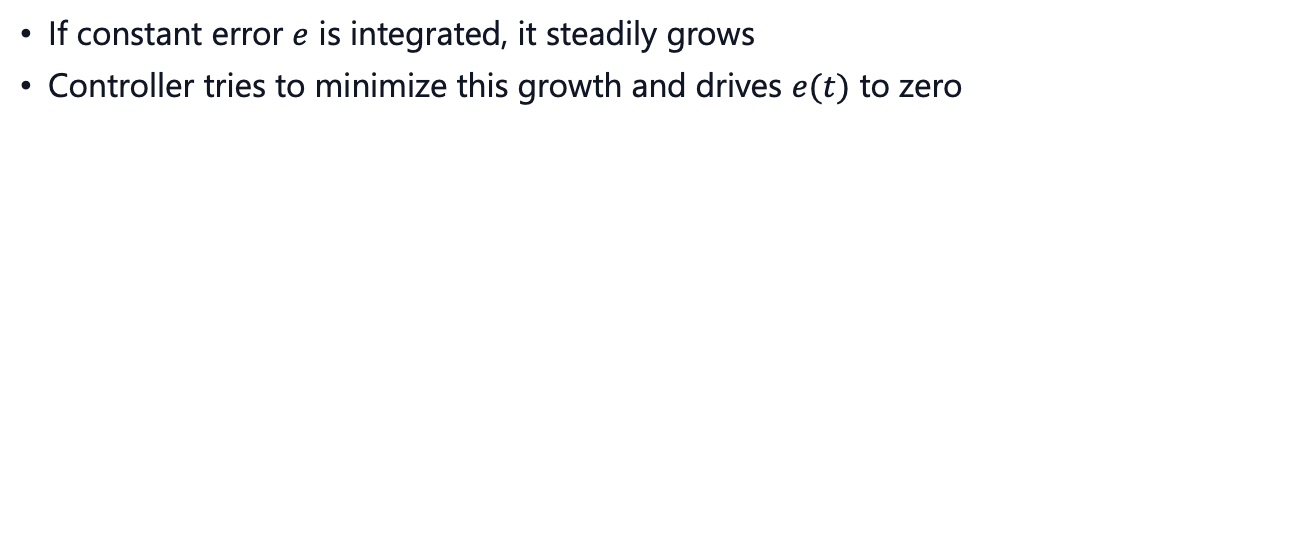 • If constant error 𝑒 is integrated, it steadily grows
• Controller tries to minimize this growth and drives 𝑒(𝑡) to zero